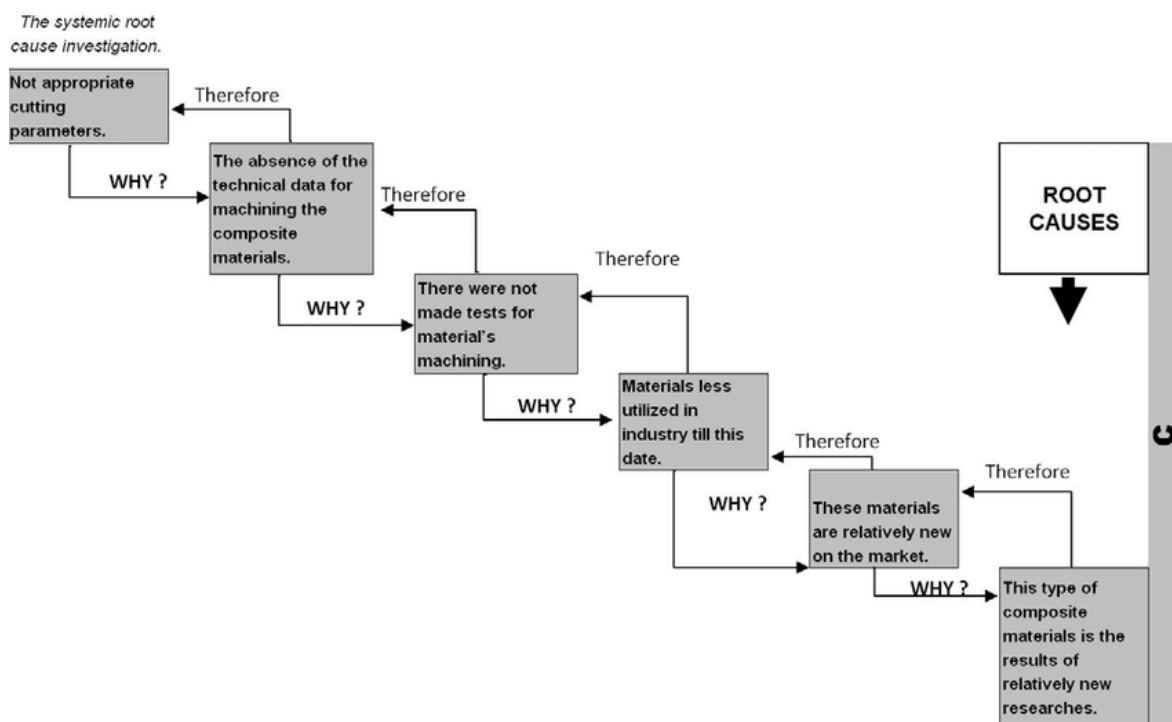 The systemic root
cause investigation.
Not appropriate
cutting
parameters.
Therefore
WHY ?
The absence of the
technical data for
machining the
composite
materials.
Therefore
WHY ?
There were not
made tests for
material's
machining.
Therefore
WHY ?
Materials less
utilized in
industry till this
date.
Therefore
WHY ?
These materials
are relatively new
on the market.
Therefore
WHY ?
This type of
composite
materials is the
results of
relatively new
researches.
ROOT
CAUSES
C